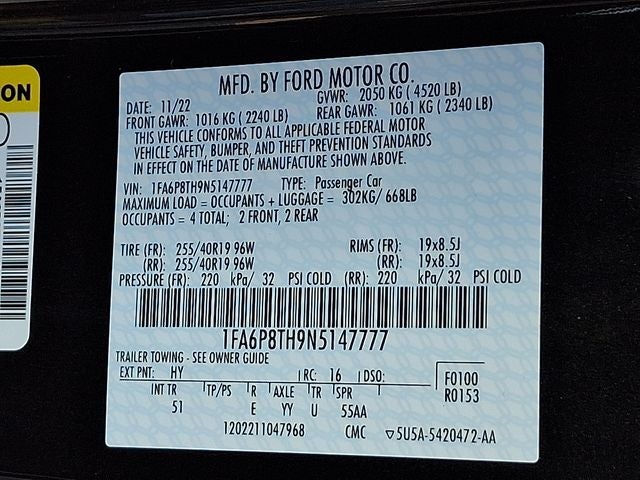 ON
MFD. BY FORD MOTOR CO.
DATE: 11/22 GVWR: 2050 KG ( 4520 LB)
FRONT GAWR: 1016 KG ( 2240 LB) REAR GAWR: 1061 KG ( 2340 LB)
THIS VEHICLE CONFORMS TO ALL APPLICABLE FEDERAL MOTOR
VEHICLE SAFETY, BUMPER, AND THEFT PREVENTION STANDARDS
IN EFFECT ON THE DATE OF MANUFACTURE SHOWN ABOVE.
VIN: 1FA6P8TH9N5147777 TYPE: Passenger Car
MAXIMUM LOAD = OCCUPANTS + LUGGAGE = 302KG/ 668LB
OCCUPANTS = 4 TOTAL; 2 FRONT, 2 REAR
TIRE (FR): 255/40R19 96W RIMS (FR): 19x8.5J
(RR): 255/40R19 96W (RR): 19x8.5J
PRESSURE (FR): 220 kPa/ 32 PSI COLD (RR): 220 kPa/ 32 PSI COLD
1FA6P8TH9N5147777
TRAILER TOWING - SEE OWNER GUIDE
EXT PNT: HY RC: 16 DSO: F0100
INT TR TP/PS R AXLE TR SPR R0153
51 E YY U 55AA
1202211047968 CMC ▽5U5A-5420472-AA